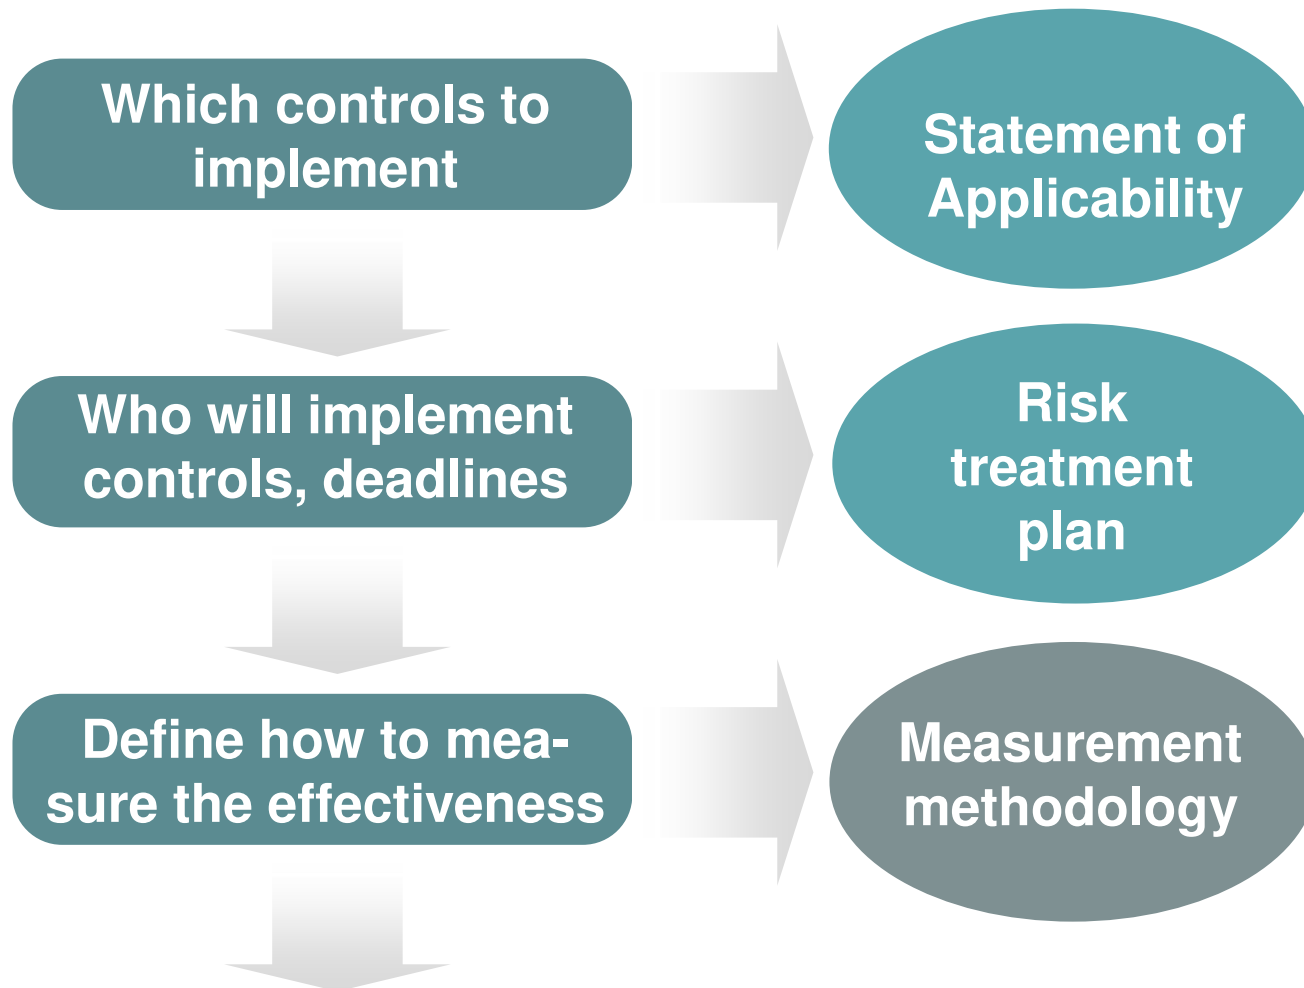 Which controls to
implement
Statement of
Applicability
Who will implement
controls, deadlines
Risk
treatment
plan
Define how to mea-
sure the effectiveness
Measurement
methodology